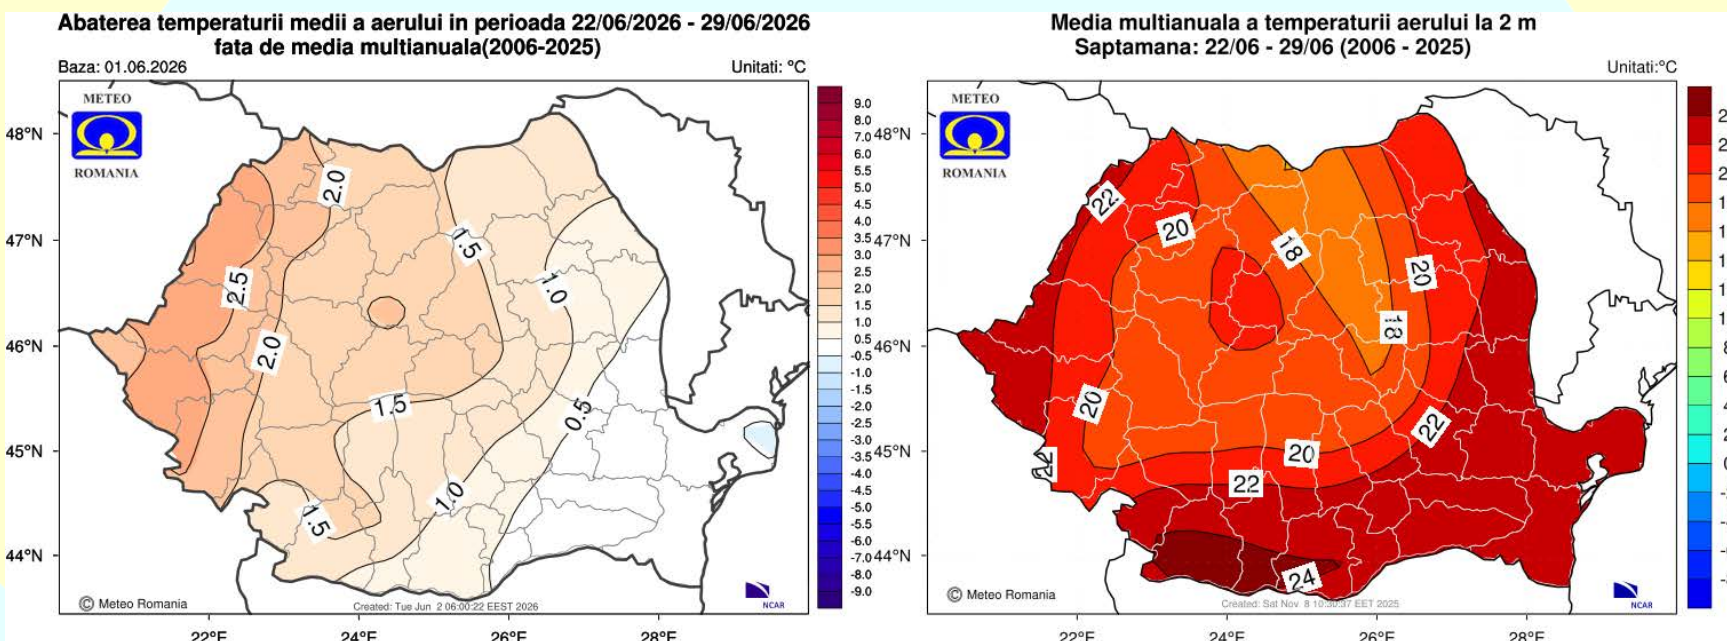 Abaterea temperaturii medii a aerului in perioada 22/06/2026 - 29/06/2026
fata de media multianuala(2006-2025)
Baza: 01.06.2026
Unitati: °C
METEO
ROMANIA
48°N
47°N
46°N
45°N
44°N
2.0
2.5
2.0
1.5
1.0
1.5
0.5
1.0
1.5
9.0
8.0
7.0
6.0
5.5
5.0
4.5
4.0
3.5
3.0
2.5
2.0
1.5
1.0
0.5
-0.5
-1.0
-1.5
-2.0
-2.5
-3.0
-3.5
-4.0
-4.5
-5.0
-5.5
-6.0
-7.0
-8.0
-9.0
© Meteo Romania
Created: Tue Jun 2 06:00:22 EEST 2026
NCAR
22°E
24°E
26°E
28°E
Media multianuala a temperaturii aerului la 2 m
Saptamana: 22/06 - 29/06 (2006 - 2025)
Unitati:°C
METEO
ROMANIA
48°N
47°N
46°N
45°N
44°N
22
20
18
20
18
20
22
20
22
24
© Meteo Romania
Created: Sat Nov 8 10:30:37 EET 2025
NCAR
22°E
24°E
26°E
28°E